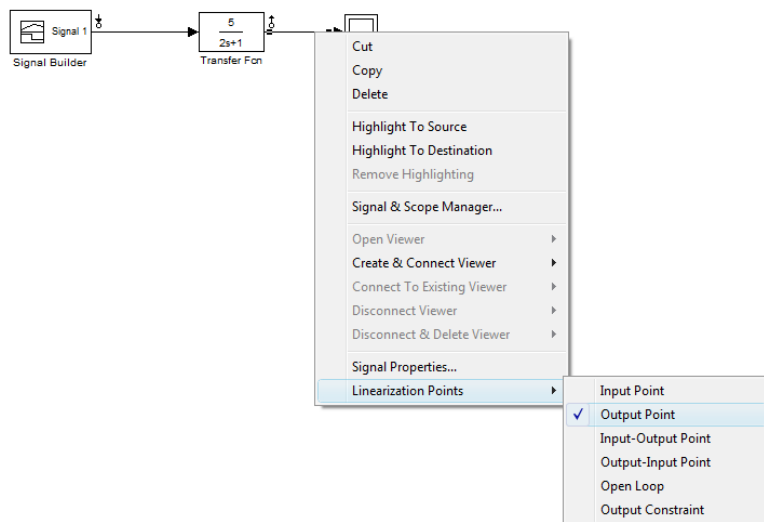 Signal 1
Signal Builder
5
2s+1
Transfer Fcn
Cut
Copy
Delete
Highlight To Source
Highlight To Destination
Remove Highlighting
Signal & Scope Manager...
Open Viewer
Create & Connect Viewer
Connect To Existing Viewer
Disconnect Viewer
Disconnect & Delete Viewer
Signal Properties...
Linearization Points
Input Point
Output Point
Input-Output Point
Output-Input Point
Open Loop
Output Constraint